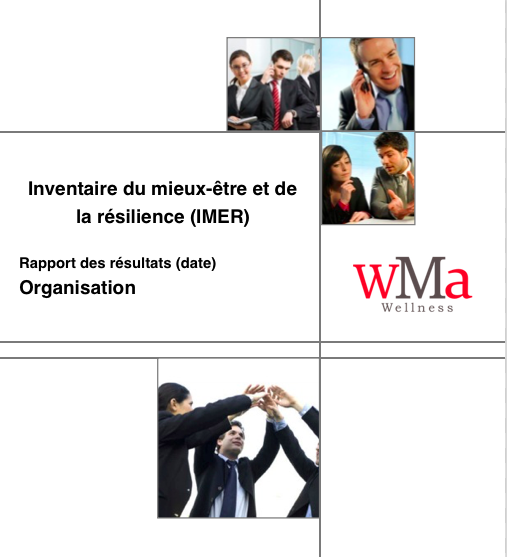 Inventaire du mieux-être et de
la résilience (IMER)
Rapport des résultats (date)
Organisation
wMa
Wellness